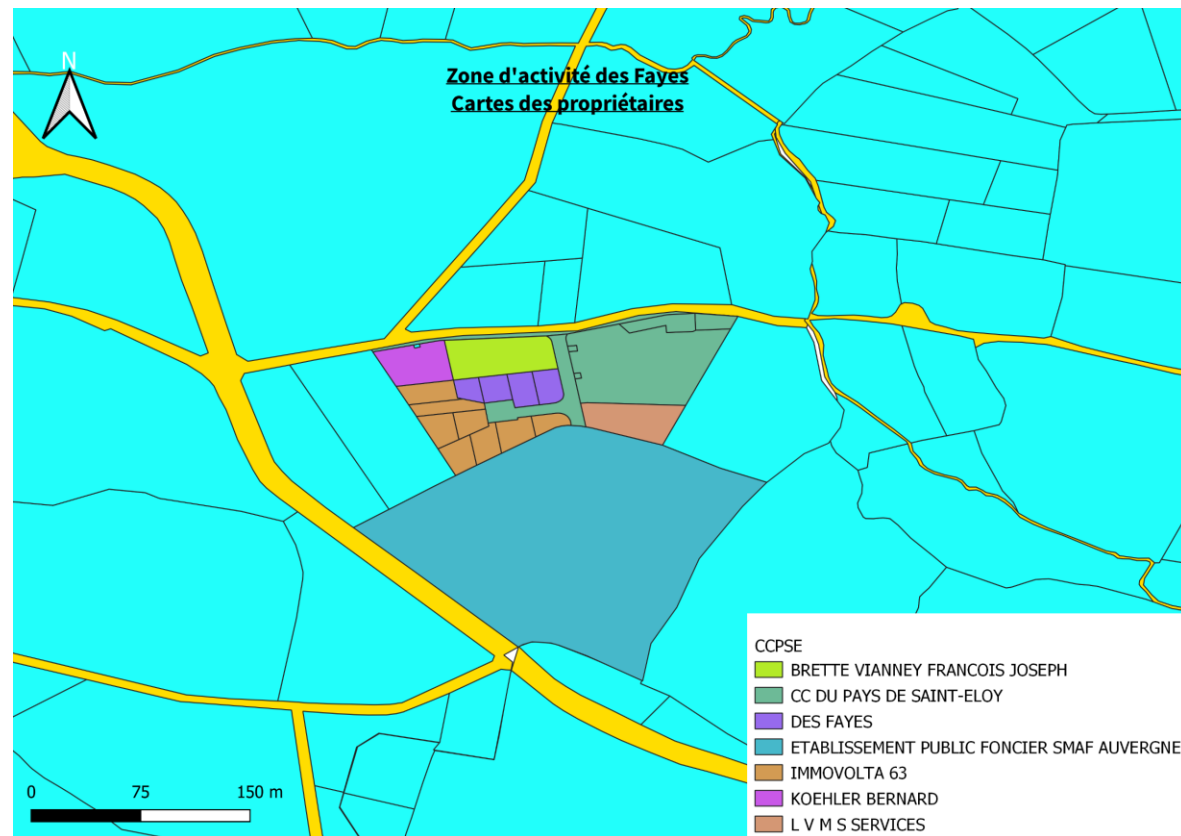 N
Zone d'activité des Fayes
Cartes des propriétaires
CCPSE
BRETTE VIANNEY FRANCOIS JOSEPH
CC DU PAYS DE SAINT-ELOY
DES FAYES
ETABLISSEMENT PUBLIC FONCIER SMAF AUVERGNE
IMMOVOLTA 63
KOEHLER BERNARD
L V M S SERVICES
0 75 150 m